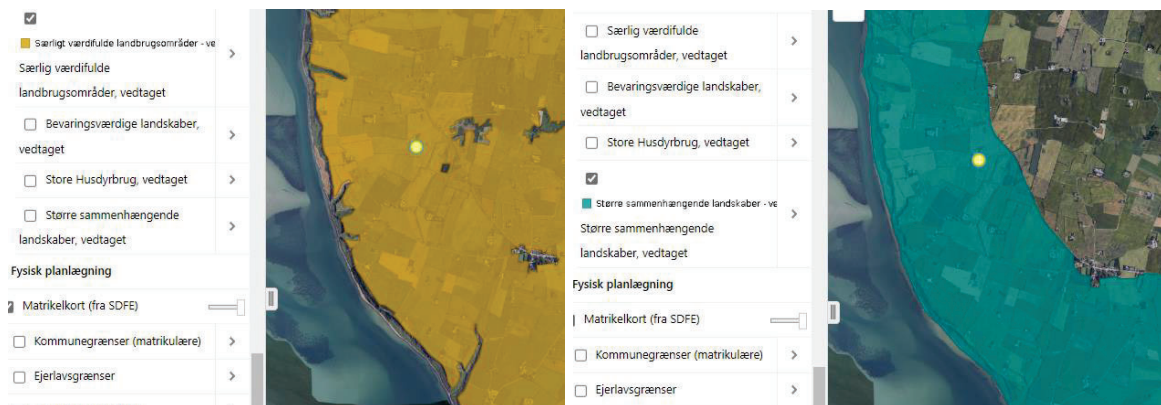 Særligt værdifulde landbrugsområder - ve
Særlig værdifulde
landbrugsområder, vedtaget
Bevaringsværdige landskaber,
vedtaget
Store Husdyrbrug, vedtaget
Større sammenhængende
landskaber, vedtaget
Fysisk planlægning
Matrikelkort (fra SDFE)
Kommunegrænser (matrikulære)
Ejerlavsgrænser
Særlig værdifulde
landbrugsområder, vedtaget
Bevaringsværdige landskaber,
vedtaget
Store Husdyrbrug, vedtaget
Større sammenhængende landskaber - ve
Større sammenhængende
landskaber, vedtaget
Fysisk planlægning
Matrikelkort (fra SDFE)
Kommunegrænser (matrikulære)
Ejerlavsgrænser